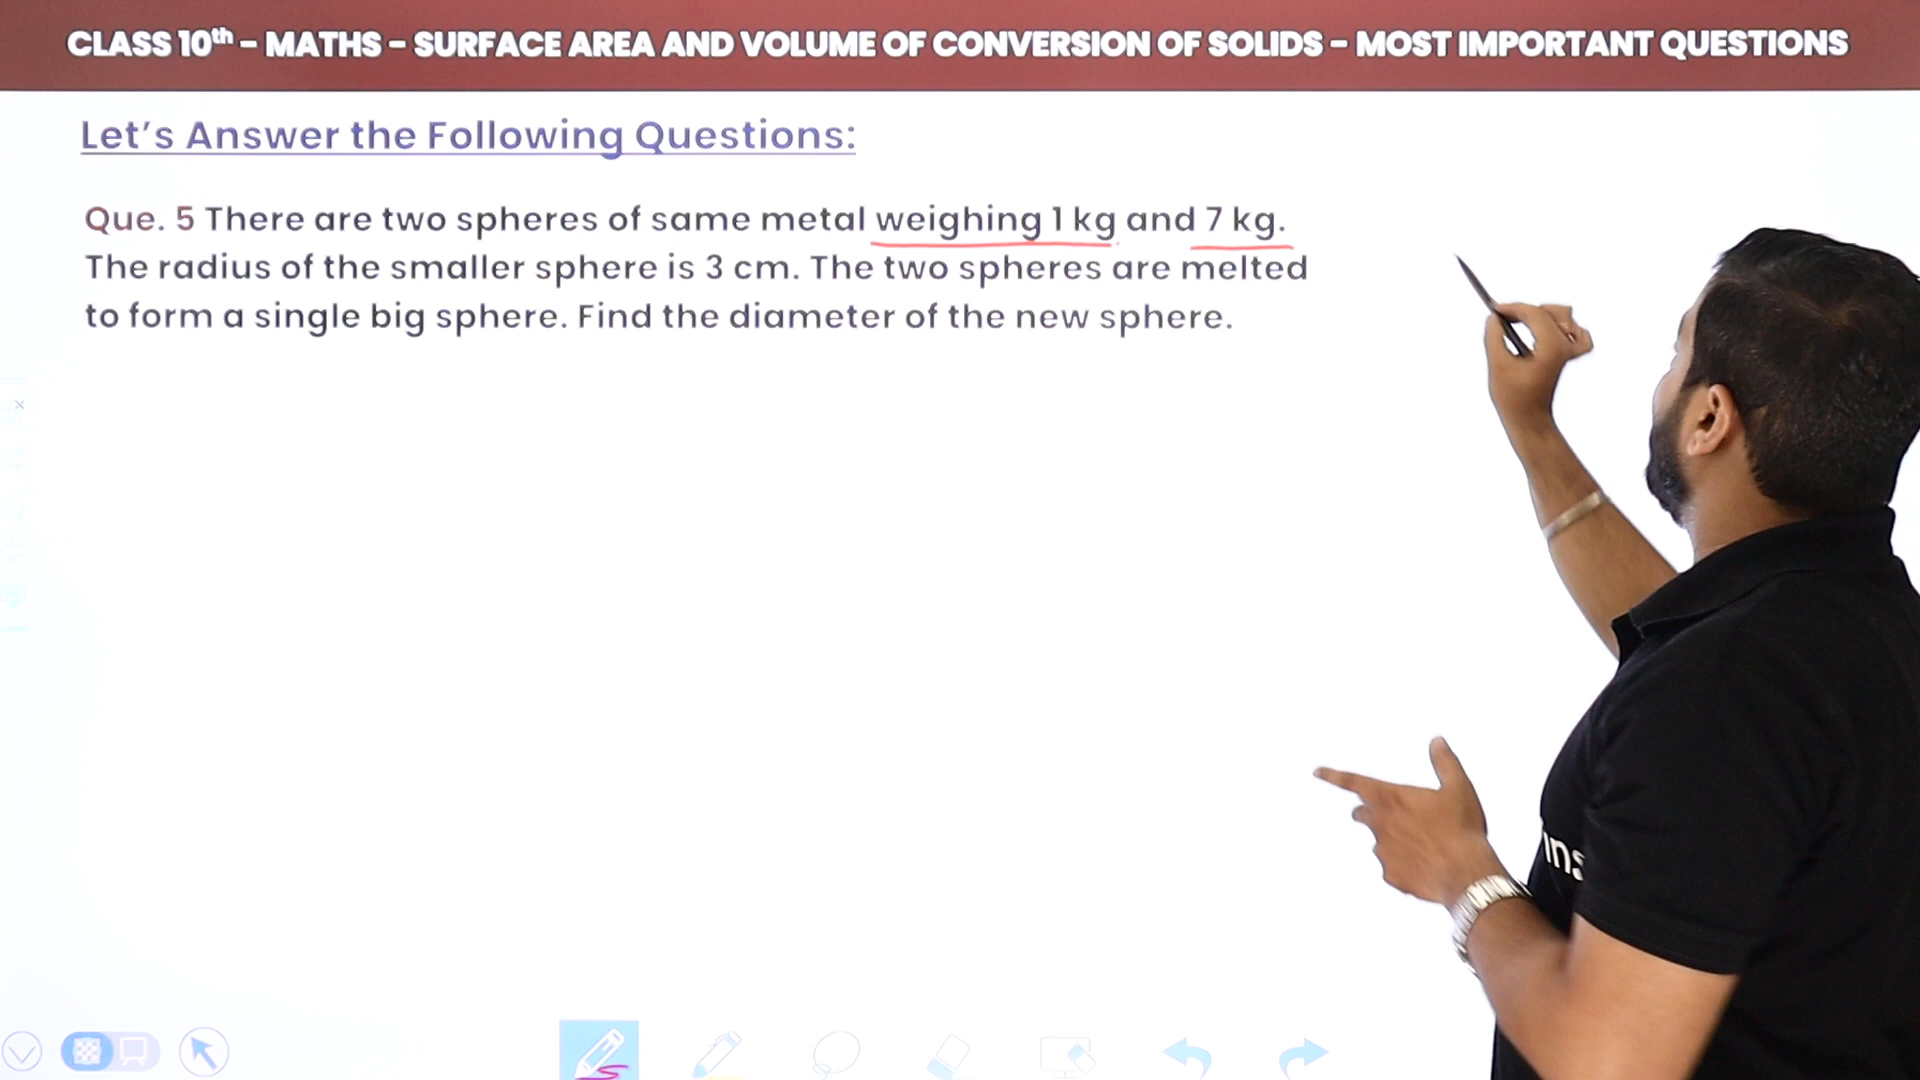 CLASS 10th – MATHS – SURFACE AREA AND VOLUME OF CONVERSION OF SOLIDS – MOST IMPORTANT QUESTIONS
Let's Answer the Following Questions:
Que. 5 There are two spheres of same metal weighing 1 kg and 7 kg.
The radius of the smaller sphere is 3 cm. The two spheres are melted
to form a single big sphere. Find the diameter of the new sphere.